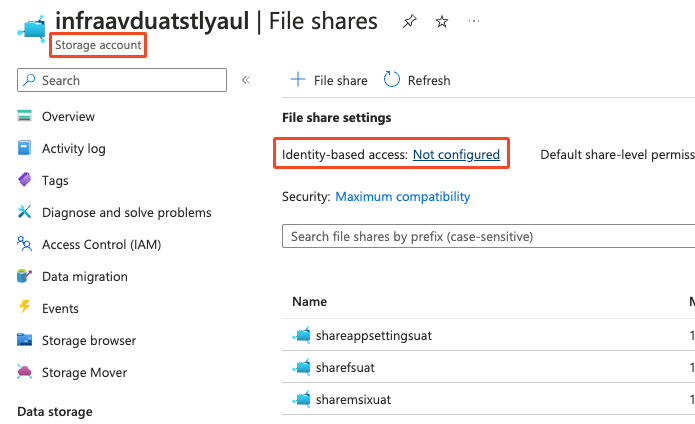 infraavduatstlyaul | File shares
Storage account
Search
File share
Refresh
Overview
Activity log
Tags
Diagnose and solve problems
Access Control (IAM)
Data migration
Events
Storage browser
Storage Mover
Data storage
File share settings
Identity-based access: Not configured
Default share-level permiss
Security: Maximum compatibility
Search file shares by prefix (case-sensitive)
Name
M
shareappsettingsuat
1
sharefsuat
1
sharemsixuat
1